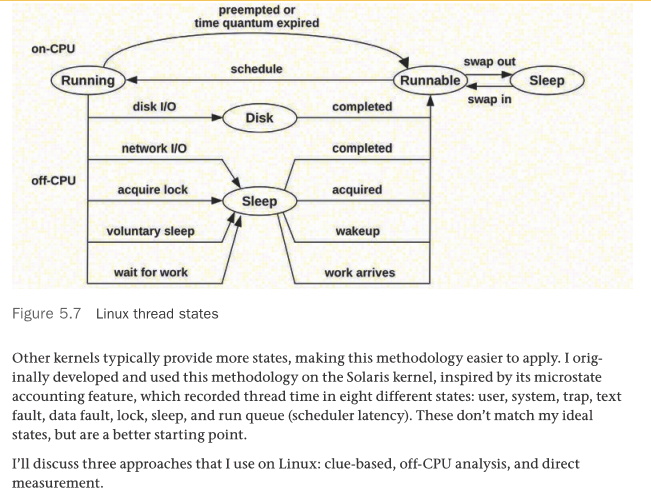 preempted or
time quantum expired
on-CPU
Running
schedule
Runnable
swap out
Sleep
swap in
disk I/O
Disk
completed
network I/O
completed
off-CPU
acquire lock
Sleep
acquired
voluntary sleep
wakeup
wait for work
work arrives
Figure 5.7 Linux thread states
Other kernels typically provide more states, making this methodology easier to apply. I orig-
inally developed and used this methodology on the Solaris kernel, inspired by its microstate
accounting feature, which recorded thread time in eight different states: user, system, trap, text
fault, data fault, lock, sleep, and run queue (scheduler latency). These don't match my ideal
states, but are a better starting point.
I'll discuss three approaches that I use on Linux: clue-based, off-CPU analysis, and direct
measurement.